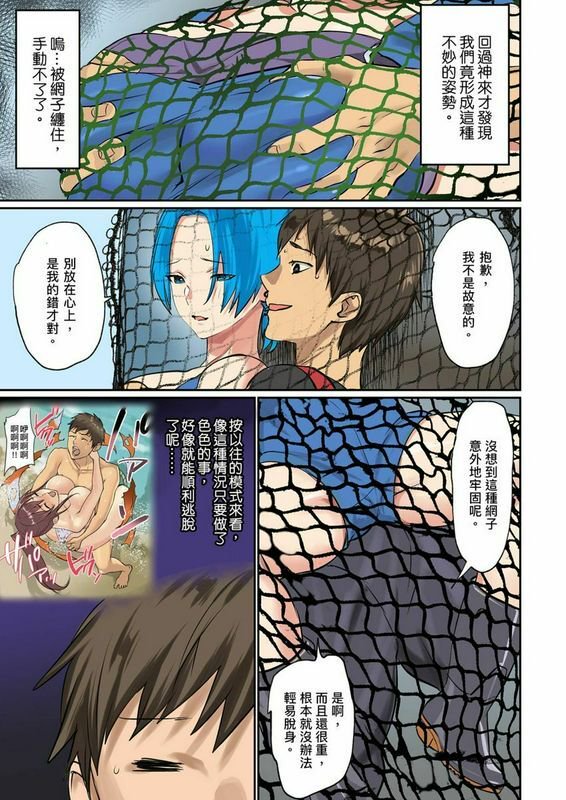 回過神來才發現
我們竟形成這種
不妙的姿勢。
嗚…被網子纏住，
手動不了了。
抱歉，
我不是故意的。
別放在心上，
是我的錯才對。
沒想到這種網子
意外地牢固呢。
是啊，
而且還很重，
根本就沒辦法
輕易脫身。
按以往的模式來看，
像這種情況只要做了
色色的事，
好像就能順利逃脫
了呢……